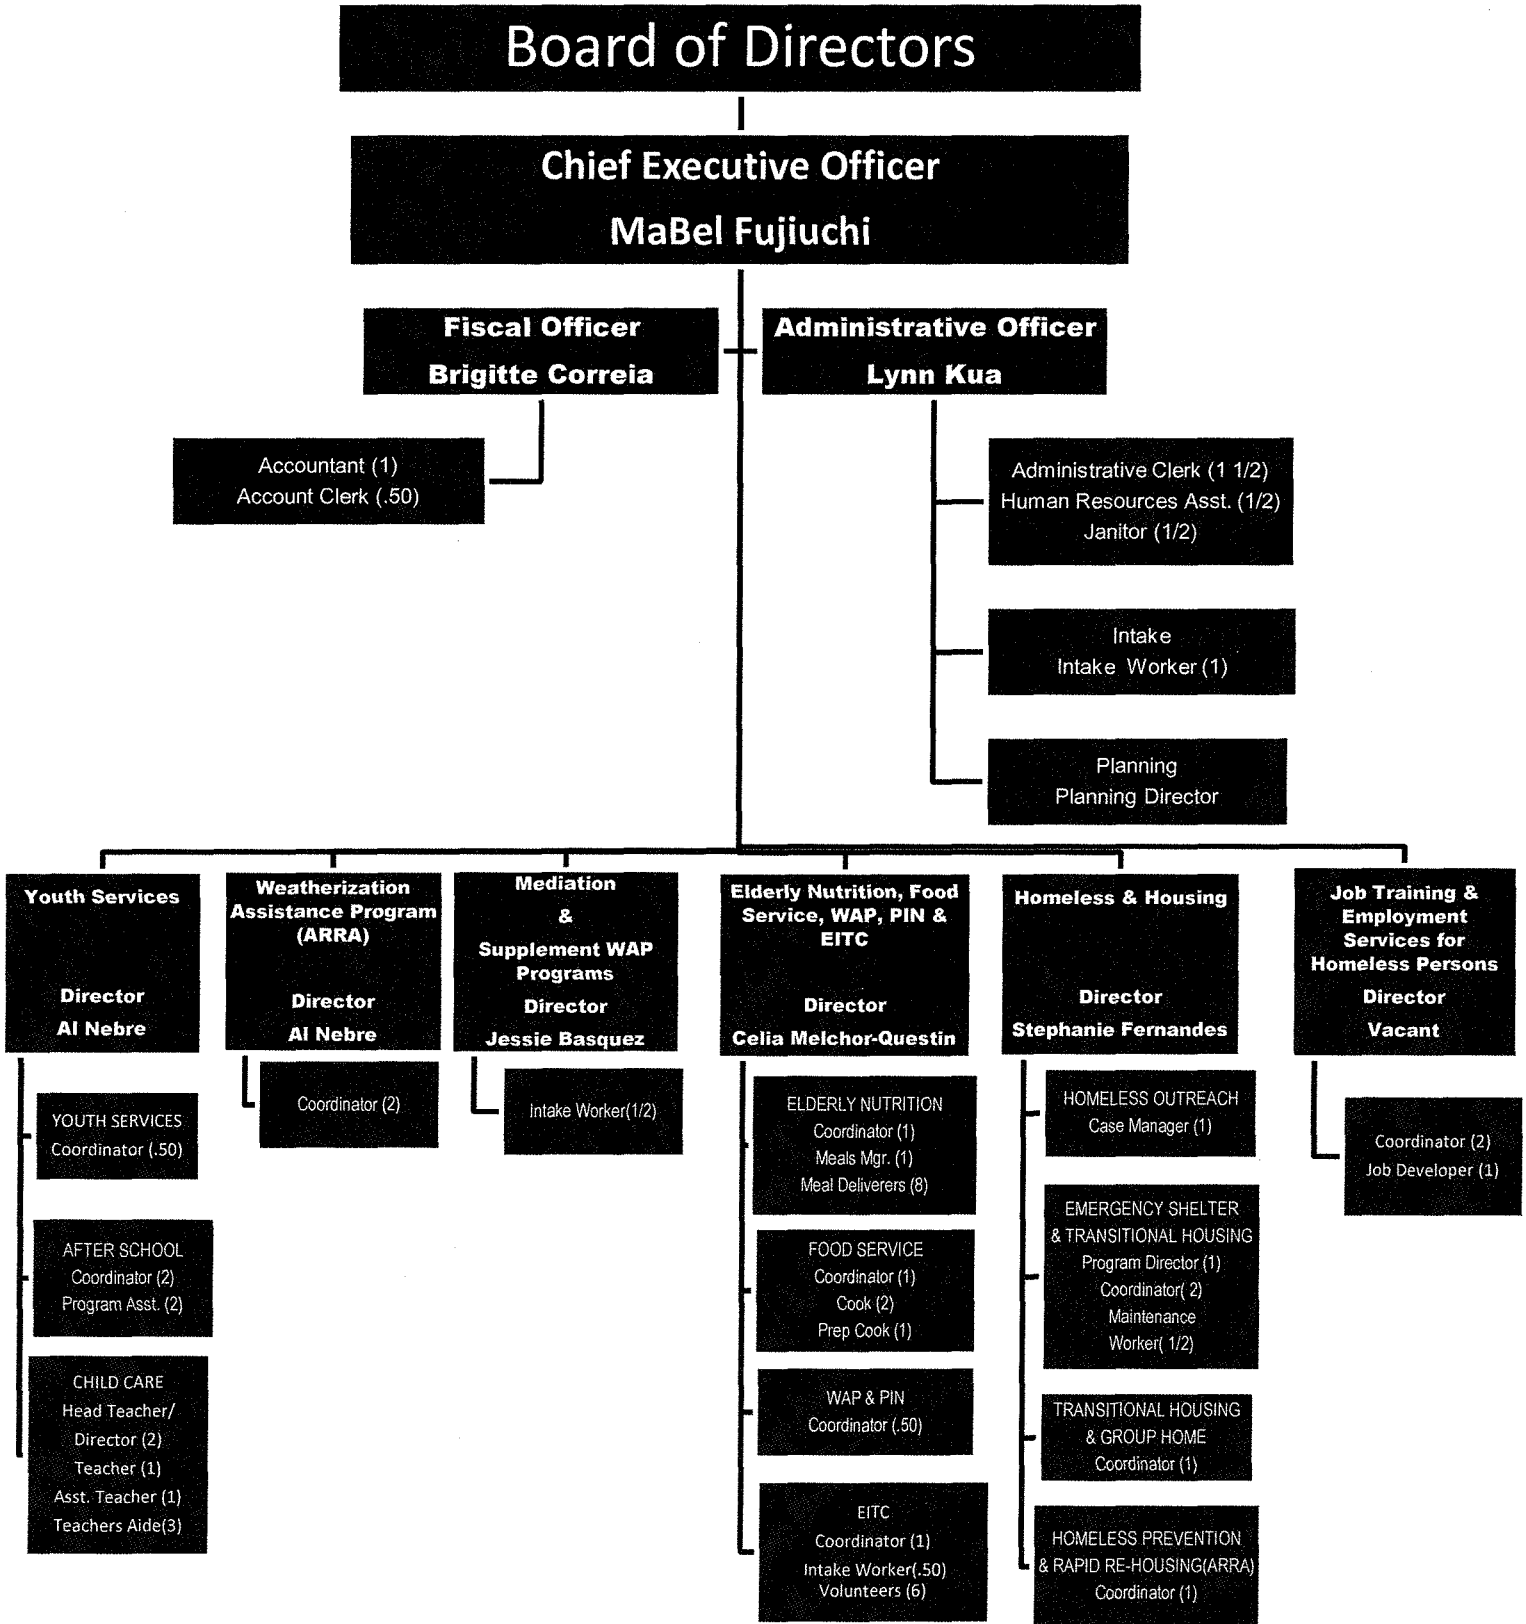 Board of Directors
Chief Executive Officer
MaBel Fujiuchi
Fiscal Officer
Brigitte Correia
Administrative Officer
Lynn Kua
Accountant (1)
Account Clerk (.50)
Administrative Clerk (1 1/2)
Human Resources Asst. (1/2)
Janitor (1/2)
Intake
Intake Worker (1)
Planning
Planning Director
Youth Services
Director
Al Nebre
YOUTH SERVICES
Coordinator (.50)
AFTER SCHOOL
Coordinator (2)
Program Asst. (2)
CHILD CARE
Head Teacher/
Director (2)
Teacher (1)
Asst. Teacher (1)
Teachers Aide(3)
Weatherization
Assistance Program
(ARRA)
Director
Al Nebre
Coordinator (2)
Mediation
&
Supplement WAP
Programs
Director
Jessie Basquez
Intake Worker(1/2)
Elderly Nutrition, Food
Service, WAP, PIN &
EITC
Director
Celia Melchor-Questin
ELDERLY NUTRITION
Coordinator (1)
Meals Mgr. (1)
Meal Deliverers (8)
FOOD SERVICE
Coordinator (1)
Cook (2)
Prep Cook (1)
WAP & PIN
Coordinator (.50)
EITC
Coordinator (1)
Intake Worker(.50)
Volunteers (6)
Homeless & Housing
Director
Stephanie Fernandes
HOMELESS OUTREACH
Case Manager (1)
EMERGENCY SHELTER
& TRANSITIONAL HOUSING
Program Director (1)
Coordinator( 2)
Maintenance
Worker( 1/2)
TRANSITIONAL HOUSING
& GROUP HOME
Coordinator (1)
HOMELESS PREVENTION
& RAPID RE-HOUSING(ARRA)
Coordinator (1)
Job Training &
Employment
Services for
Homeless Persons
Director
Vacant
Coordinator (2)
Job Developer (1)